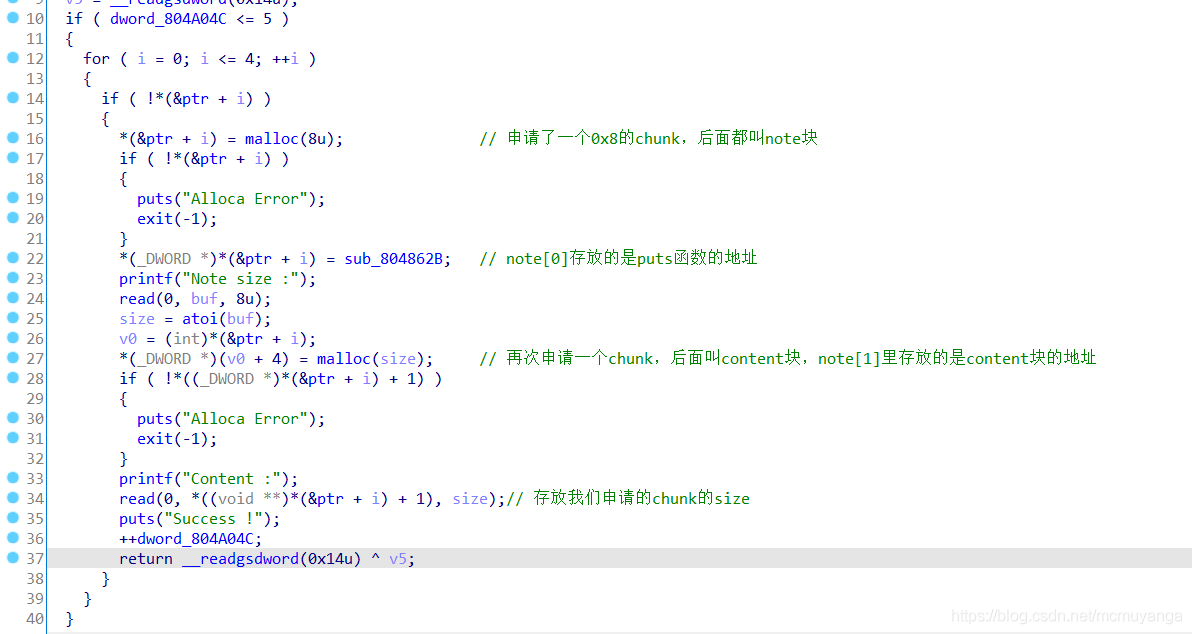 9 v5 = __readgsdword(0x14u);
10 if ( dword_804A04C <= 5 )
11 {
12 for ( i = 0; i <= 4; ++i )
13 {
14 if ( !*(&ptr + i) )
15 {
16 *(&ptr + i) = malloc(8u); // 申请了一个0x8的chunk，后面都叫note块
17 if ( !*(&ptr + i) )
18 {
19 puts("Alloca Error");
20 exit(-1);
21 }
22 *(_DWORD *)*(&ptr + i) = sub_804862B; // note[0]存放的是puts函数的地址
23 printf("Note size :");
24 read(0, buf, 8u);
25 size = atoi(buf);
26 v0 = (int)*(&ptr + i);
27 *(_DWORD *)(v0 + 4) = malloc(size); // 再次申请一个chunk，后面叫content块，note[1]里存放的是content块的地址
28 if ( !*((_DWORD *)*(&ptr + i) + 1) )
29 {
30 puts("Alloca Error");
31 exit(-1);
32 }
33 printf("Content :");
34 read(0, *((void **)*(&ptr + i) + 1), size);// 存放我们申请的chunk的size
35 puts("Success !");
36 ++dword_804A04C;
37 return __readgsdword(0x14u) ^ v5;
38 }
39 }
40 }
https://blog.csdn.net/mcmuyanga